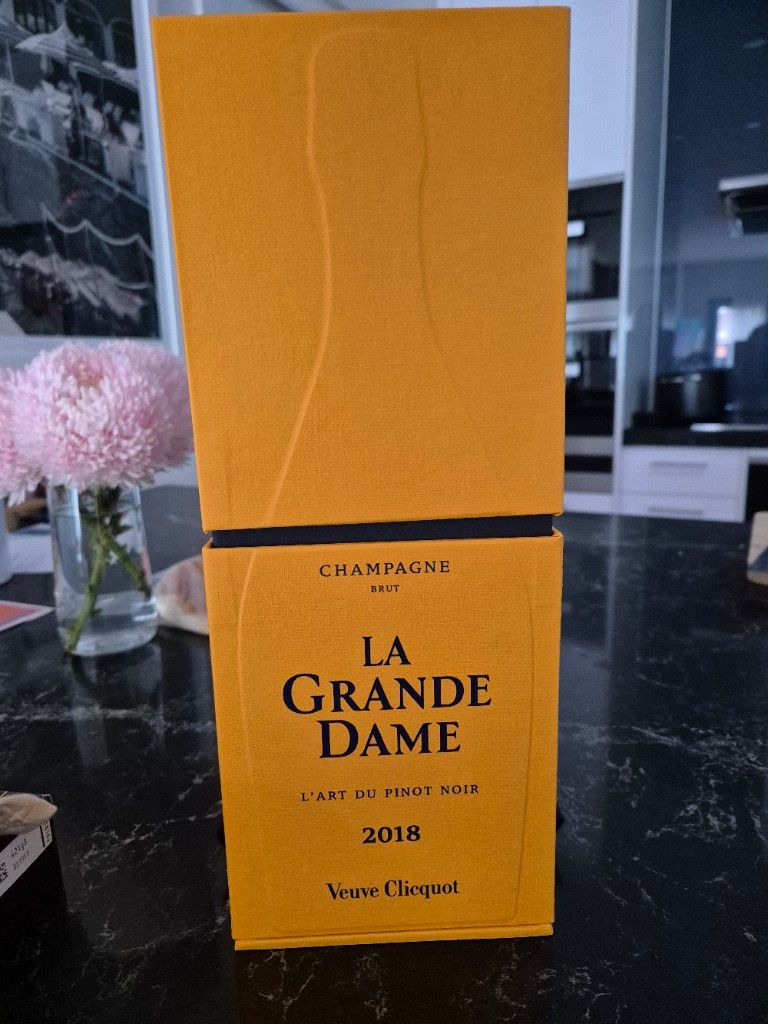 CHAMPAGNE
BRUT
LA
GRANDE
DAME
L'ART DU PINOT NOIR
2018
Veuve Clicquot